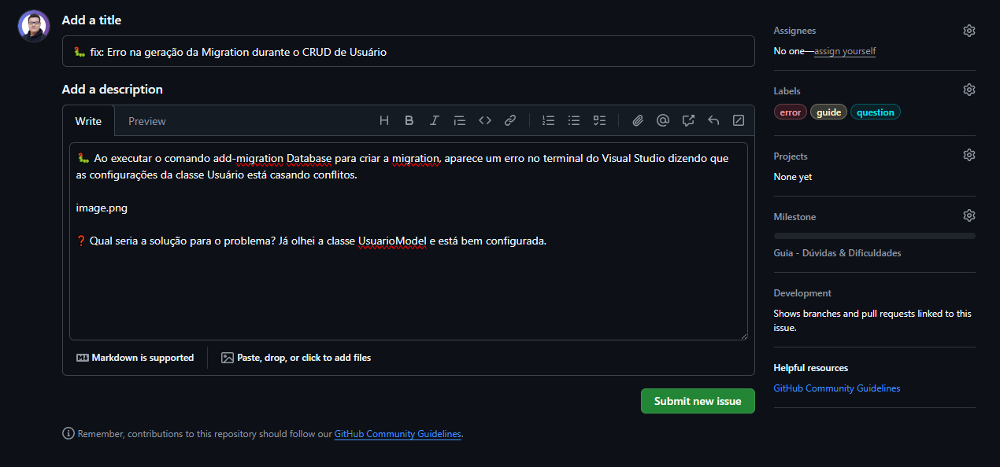 Add a title
🐛 fix: Erro na geração da Migration durante o CRUD de Usuário
Add a description
Write
Preview
🐛 Ao executar o comando add-migration Database para criar a migration, aparece um erro no terminal do Visual Studio dizendo que
as configurações da classe Usuário está casando conflitos.
image.png
❓ Qual seria a solução para o problema? Já olhei a classe UsuarioModel e está bem configurada.
Markdown is supported
Paste, drop, or click to add files
Submit new issue
Remember, contributions to this repository should follow our GitHub Community Guidelines.
Assignees
No one—assign yourself
Labels
error guide question
Projects
None yet
Milestone
Guia - Dúvidas & Dificuldades
Development
Shows branches and pull requests linked to this
issue.
Helpful resources
GitHub Community Guidelines